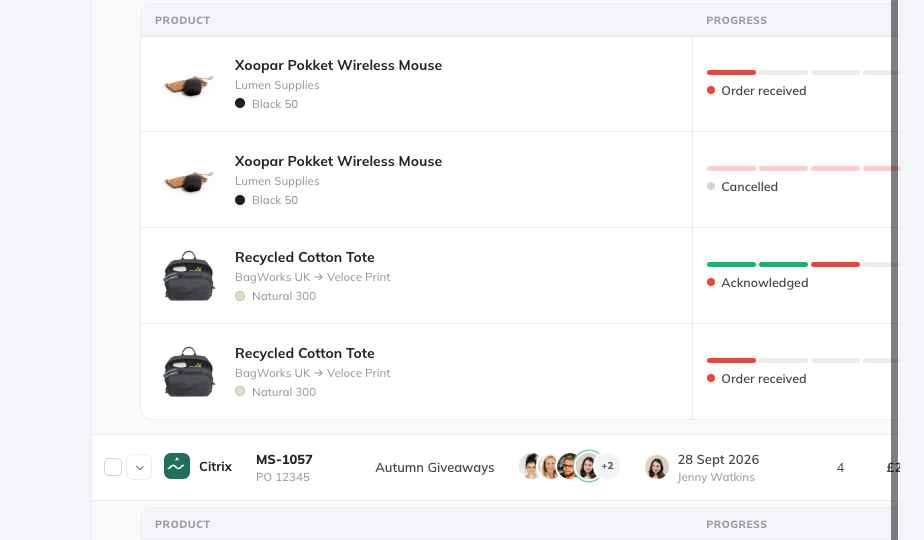 PRODUCT PROGRESS
Xoopar Pokket Wireless Mouse
Lumen Supplies
Black 50
Order received
Xoopar Pokket Wireless Mouse
Lumen Supplies
Black 50
Cancelled
Recycled Cotton Tote
BagWorks UK → Veloce Print
Natural 300
Acknowledged
Recycled Cotton Tote
BagWorks UK → Veloce Print
Natural 300
Order received
Citrix
MS-1057
PO 12345
Autumn Giveaways
+2
28 Sept 2026
Jenny Watkins
4
PRODUCT PROGRESS